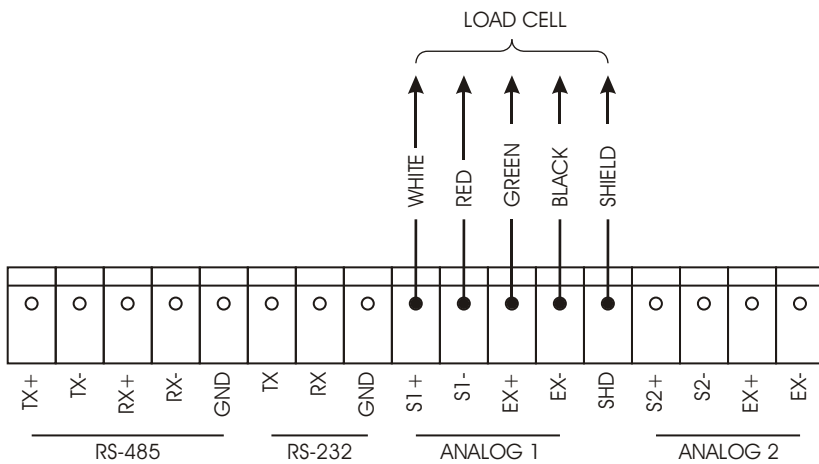 LOAD CELL
WHITE RED GREEN BLACK SHIELD
TX+ TX- RX+ RX- GND TX RX GND S1+ S1- EX+ EX- SHD S2+ S2- EX+ EX-
RS-485 RS-232 ANALOG 1 ANALOG 2